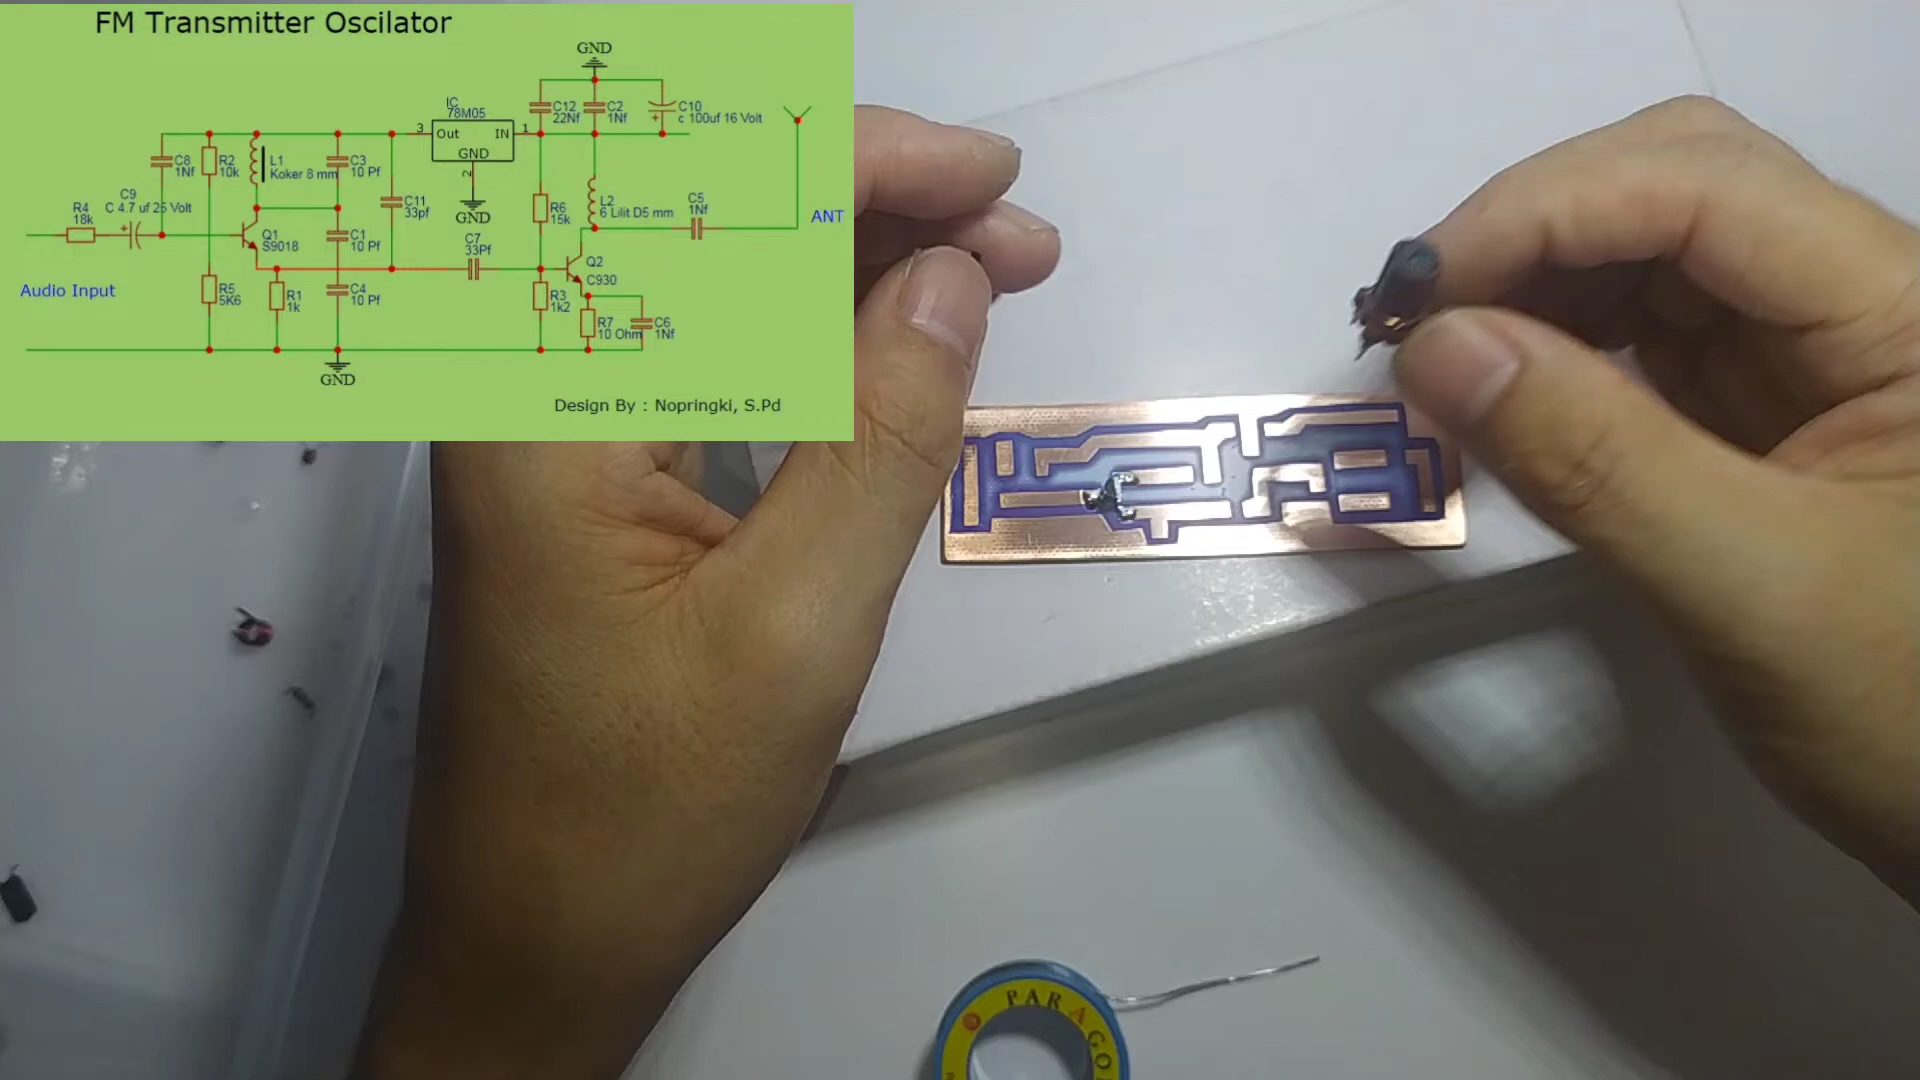 FM Transmitter Oscilator
GND
IC
78M05
3
Out
IN
1
GND
2
GND
C12
22Nf
C2
1Nf
C10
c 100uf 16 Volt
C8
1Nf
R2
10k
L1
Koker 8 mm
C3
10 Pf
C9
C 4.7 uf 25 Volt
R4
18k
C11
33pf
R6
15k
L2
6 Lilit D5 mm
C5
1Nf
ANT
Q1
S9018
C1
10 Pf
C7
33Pf
Q2
C930
Audio Input
R5
5K6
R1
1k
C4
10 Pf
R3
1k2
R7
10 Ohm
C6
1Nf
GND
Design By : Nopringki, S.Pd
PARAGO